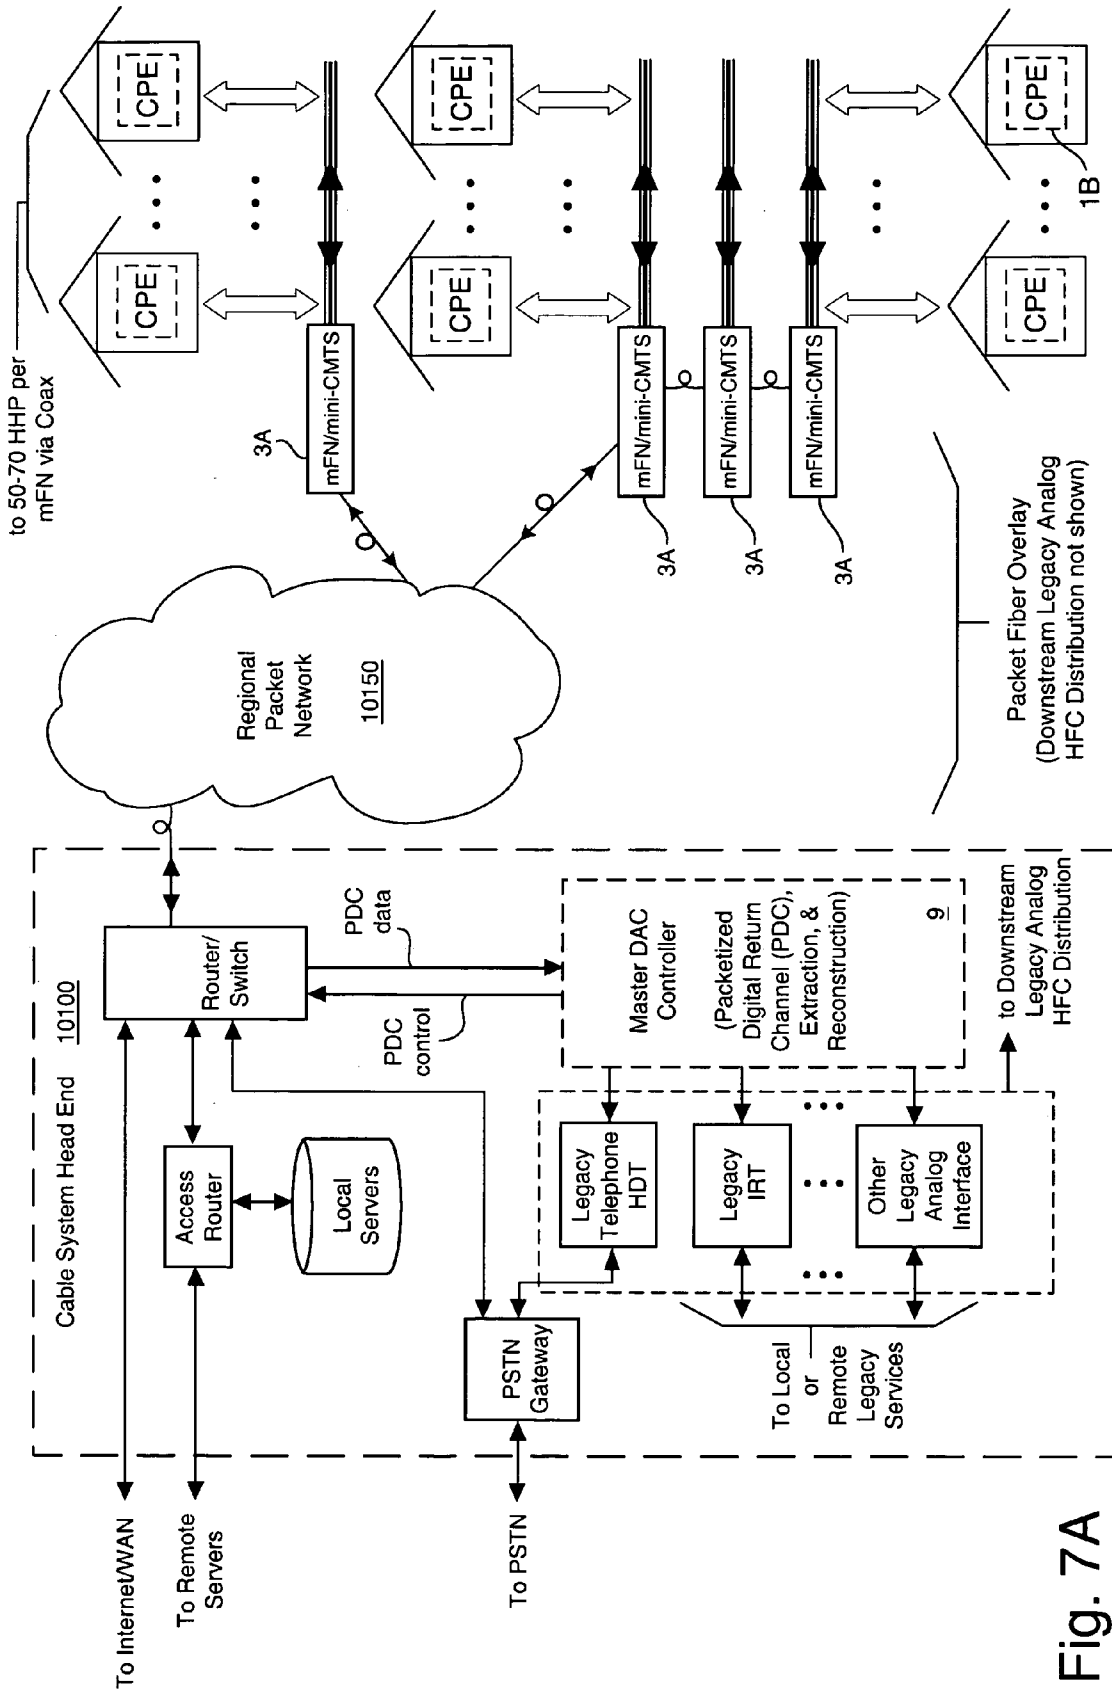 to 50-70 HHP per
mFN via Coax
CPE
CPE
CPE
CPE
CPE
CPE
1B
3A
mFN/mini-CMTS
mFN/mini-CMTS
mFN/mini-CMTS
mFN/mini-CMTS
3A
3A
3A
Regional
Packet
Network
10150
Packet Fiber Overlay
(Downstream Legacy Analog
HFC Distribution not shown)
Cable System Head End
10100
Router/
Switch
PDC
data
PDC
control
Access
Router
Local
Servers
Master DAC
Controller
(Packetized
Digital Return
Channel (PDC),
Extraction, &
Reconstruction)
9
PSTN
Gateway
Legacy
Telephone
HDT
Legacy
IRT
Other
Legacy
Analog
Interface
to Downstream
Legacy Analog
HFC Distribution
To Local
or
Remote
Legacy
Services
To Internet/WAN
To Remote
Servers
To PSTN
Fig. 7A